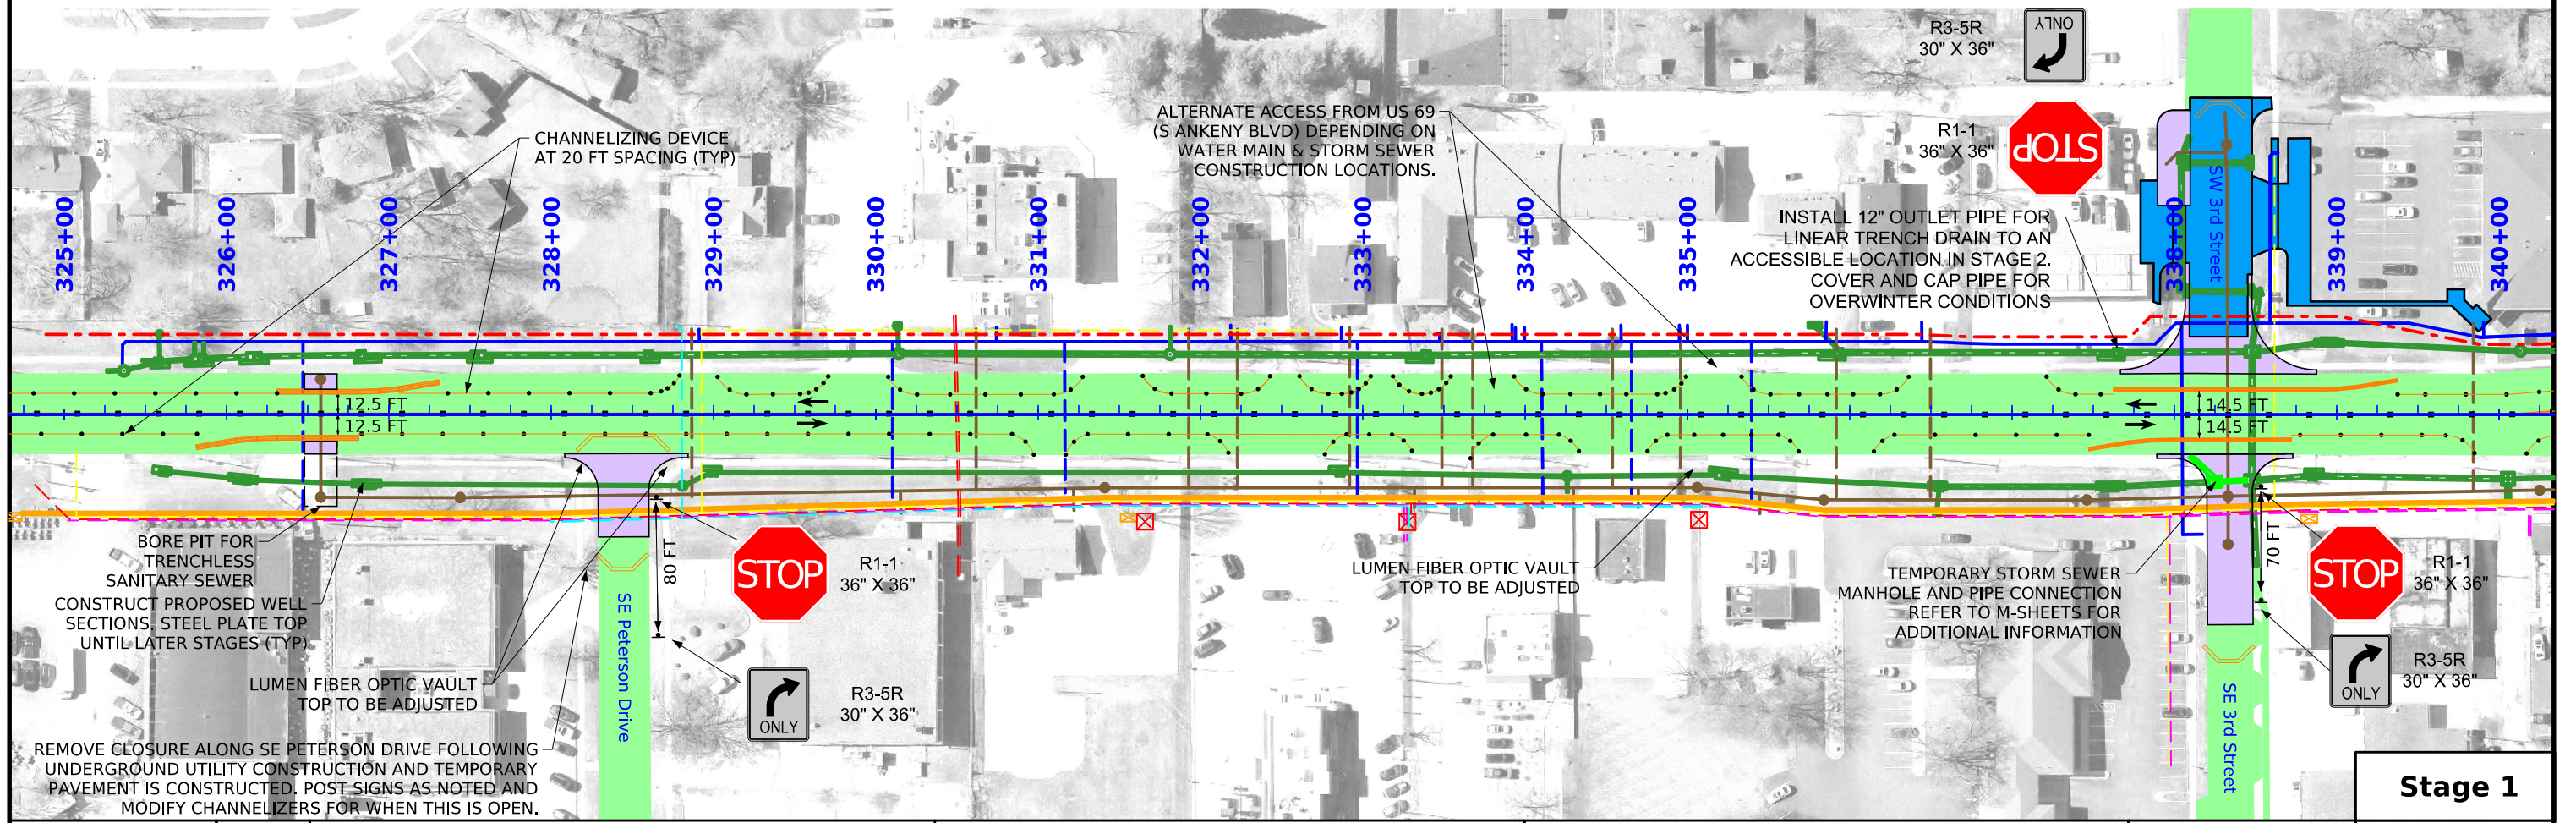 R3-5R
30" X 36"
ONLY
CHANNELIZING DEVICE
AT 20 FT SPACING (TYP)
ALTERNATE ACCESS FROM US 69
(S ANKENY BLVD) DEPENDING ON
WATER MAIN & STORM SEWER
CONSTRUCTION LOCATIONS.
R1-1
36" X 36"
STOP
INSTALL 12" OUTLET PIPE FOR
LINEAR TRENCH DRAIN TO AN
ACCESSIBLE LOCATION IN STAGE 2.
COVER AND CAP PIPE FOR
OVERWINTER CONDITIONS
SW 3rd Street
325+00
326+00
327+00
328+00
329+00
330+00
331+00
332+00
333+00
334+00
335+00
338+00
339+00
340+00
12.5 FT
12.5 FT
14.5 FT
14.5 FT
BORE PIT FOR
TRENCHLESS
SANITARY SEWER
CONSTRUCT PROPOSED WELL
SECTIONS. STEEL PLATE TOP
UNTIL LATER STAGES (TYP)
LUMEN FIBER OPTIC VAULT
TOP TO BE ADJUSTED
REMOVE CLOSURE ALONG SE PETERSON DRIVE FOLLOWING
UNDERGROUND UTILITY CONSTRUCTION AND TEMPORARY
PAVEMENT IS CONSTRUCTED. POST SIGNS AS NOTED AND
MODIFY CHANNELIZERS FOR WHEN THIS IS OPEN.
SE Peterson Drive
80 FT
STOP
R1-1
36" X 36"
ONLY
R3-5R
30" X 36"
LUMEN FIBER OPTIC VAULT
TOP TO BE ADJUSTED
TEMPORARY STORM SEWER
MANHOLE AND PIPE CONNECTION
REFER TO M-SHEETS FOR
ADDITIONAL INFORMATION
70 FT
STOP
R1-1
36" X 36"
ONLY
R3-5R
30" X 36"
SE 3rd Street
Stage 1